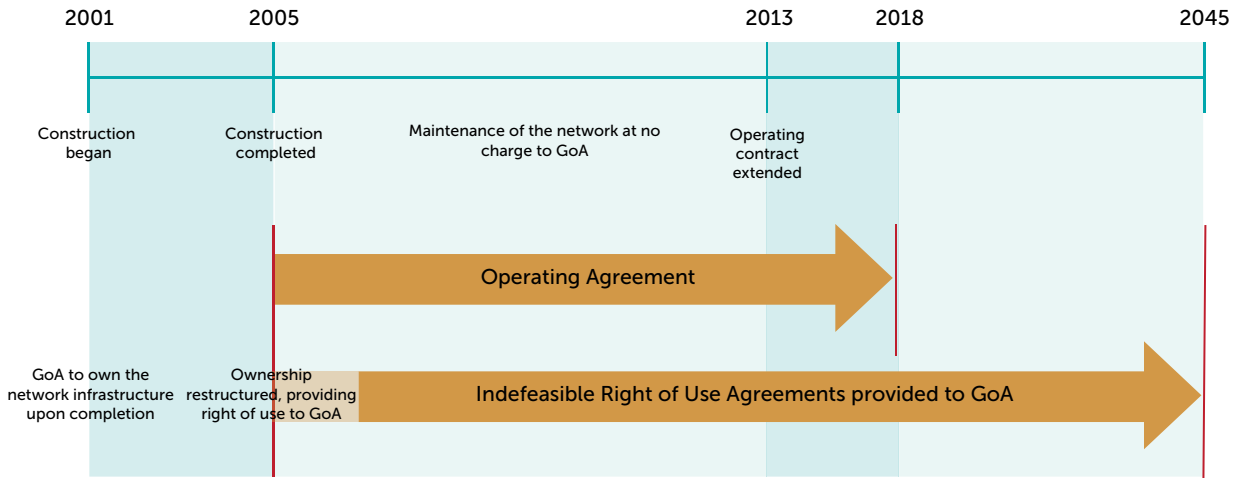 2001
2005
2013
2018
2045
Construction
began
Construction
completed
Maintenance of the network at no
charge to GoA
Operating
contract
extended
Operating Agreement
GoA to own the
network infrastructure
upon completion
Ownership
restructured, providing
right of use to GoA
Indefeasible Right of Use Agreements provided to GoA